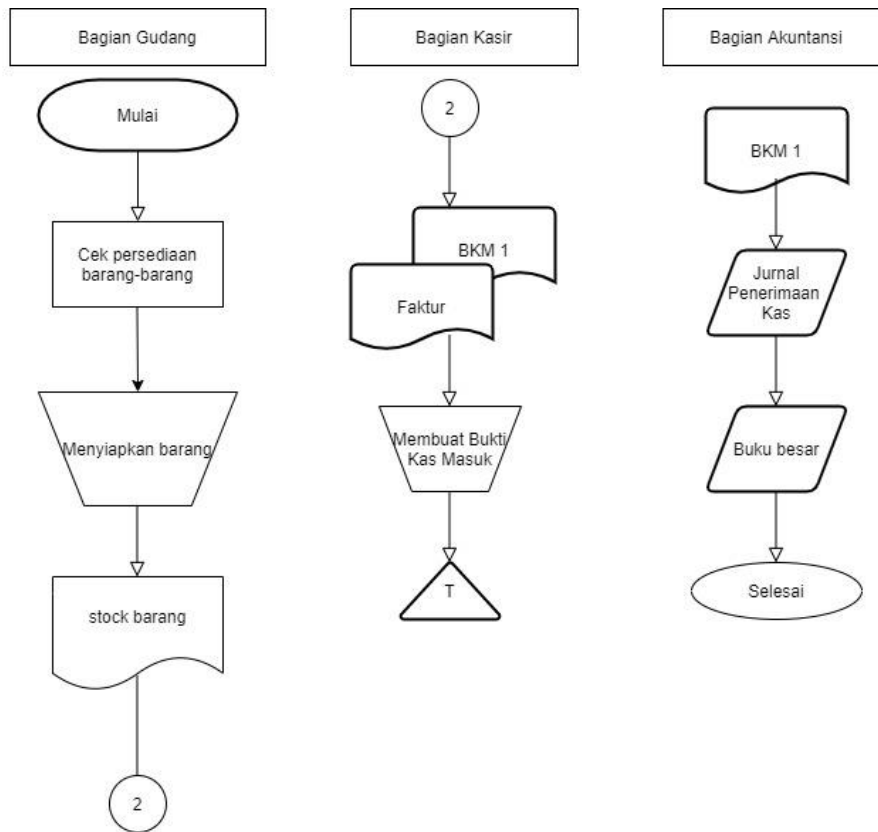 Bagian Gudang
Mulai
Cek persediaan
barang-barang
Menyiapkan barang
stock barang
2
Bagian Kasir
2
BKM 1
Faktur
Membuat Bukti
Kas Masuk
T
Bagian Akuntansi
BKM 1
Jurnal
Penerimaan
Kas
Buku besar
Selesai